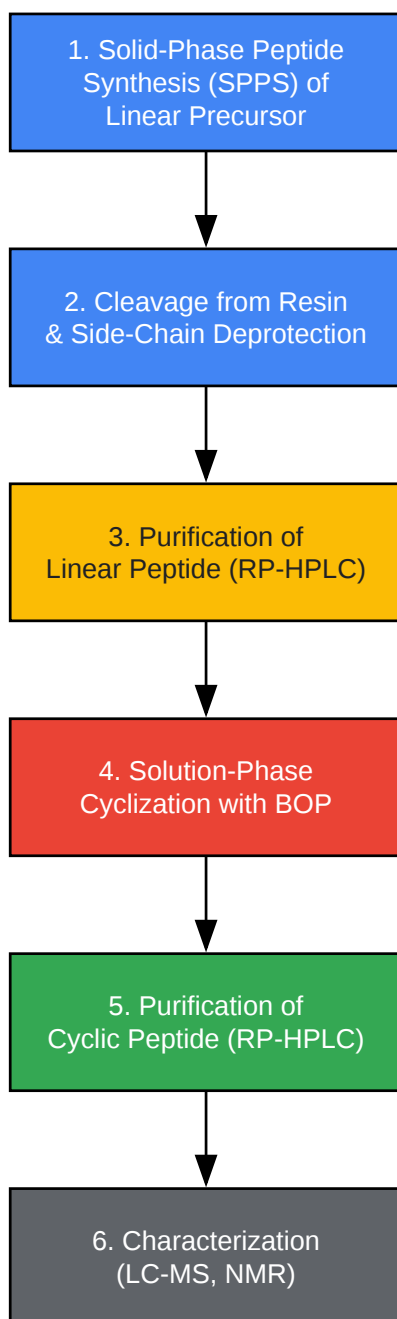 1. Solid-Phase Peptide
Synthesis (SPPS) of
Linear Precursor
2. Cleavage from Resin
& Side-Chain Deprotection
3. Purification of
Linear Peptide (RP-HPLC)
4. Solution-Phase
Cyclization with BOP
5. Purification of
Cyclic Peptide (RP-HPLC)
6. Characterization
(LC-MS, NMR)